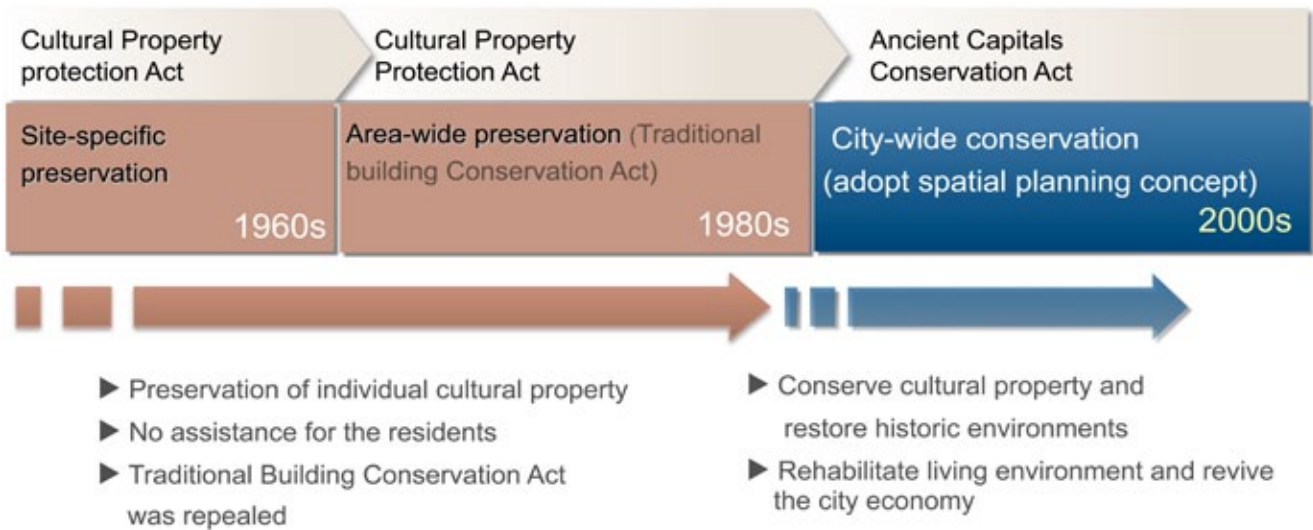 Cultural Property
protection Act
Cultural Property
Protection Act
Ancient Capitals
Conservation Act
Site-specific
preservation
1960s
Area-wide preservation (Traditional
building Conservation Act)
1980s
City-wide conservation
(adopt spatial planning concept)
2000s
▶ Preservation of individual cultural property
▶ No assistance for the residents
▶ Traditional Building Conservation Act
was repealed
▶ Conserve cultural property and
restore historic environments
▶ Rehabilitate living environment and revive
the city economy